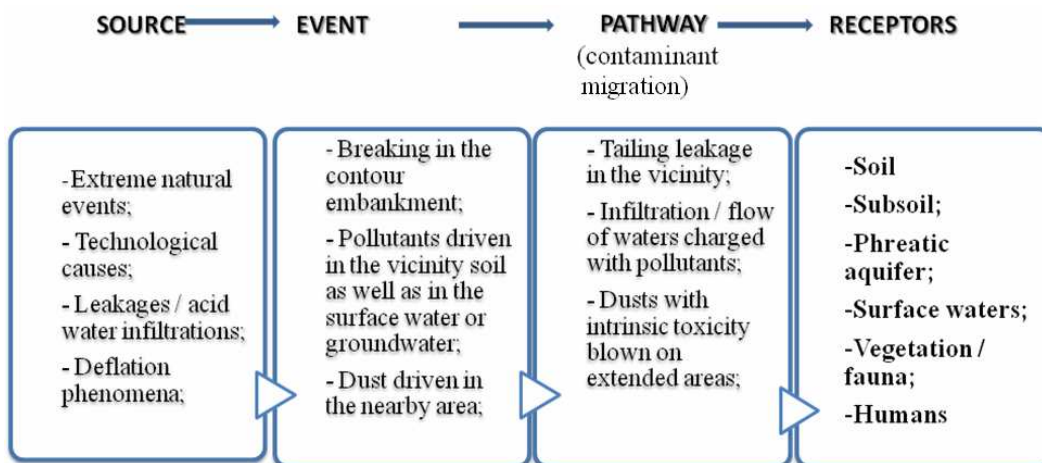 SOURCE EVENT PATHWAY RECEPTORS
(contaminant
migration)
- Extreme natural
events;
- Technological
causes;
- Leakages / acid
water infiltrations;
- Deflation
phenomena;
- Breaking in the
contour
embankment;
- Pollutants driven
in the vicinity soil
as well as in the
surface water or
groundwater;
- Dust driven in
the nearby area;
- Tailing leakage
in the vicinity;
- Infiltration / flow
of waters charged
with pollutants;
- Dusts with
intrinsic toxicity
blown on
extended areas;
-Soil
-Subsoil;
-Phreatic
aquifer;
-Surface waters;
-Vegetation /
fauna;
-Humans